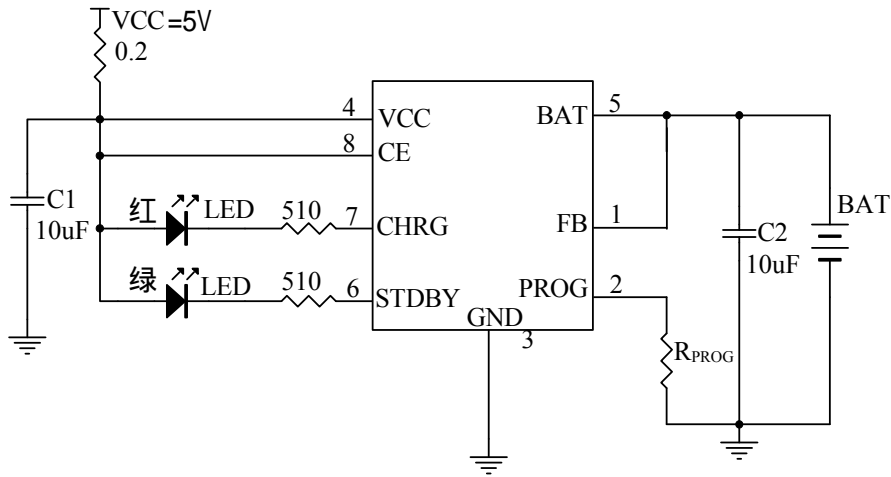 VCC=5V
0.2
4
VCC
8
CE
C1
10uF
红
LED
510
7
CHRG
绿
LED
510
6
STDBY
GND
3
BAT
5
FB
1
PROG
2
RPROG
C2
10uF
BAT